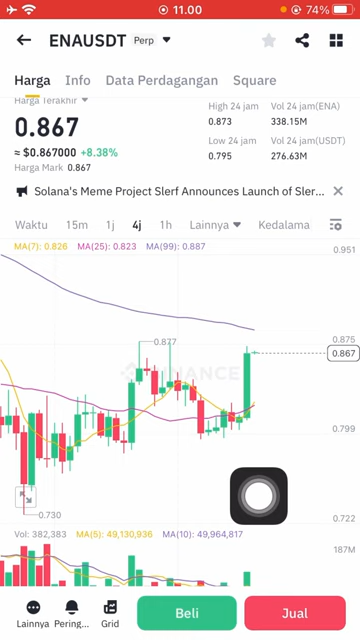 11.00
74%
ENAUSDT Perp
Harga Info Data Perdagangan Square
Harga Terakhir
0.867
≈ $0.867000 +8.38%
Harga Mark 0.867
High 24 jam Vol 24 jam(ENA)
0.873 338.15M
Low 24 jam Vol 24 jam(USDT)
0.795 276.63M
Solana's Meme Project Slerf Announces Launch of Sler...
Waktu 15m 1j 4j 1h Lainnya Kedalama
MA(7): 0.826 MA(25): 0.823 MA(99): 0.887
0.951
0.877
0.875
0.867
BINANCE
0.799
0.730
0.722
Vol: 382,383 MA(5): 49,130,936 MA(10): 49,964,817
187M
Lainnya Pering... Grid
Beli
Jual